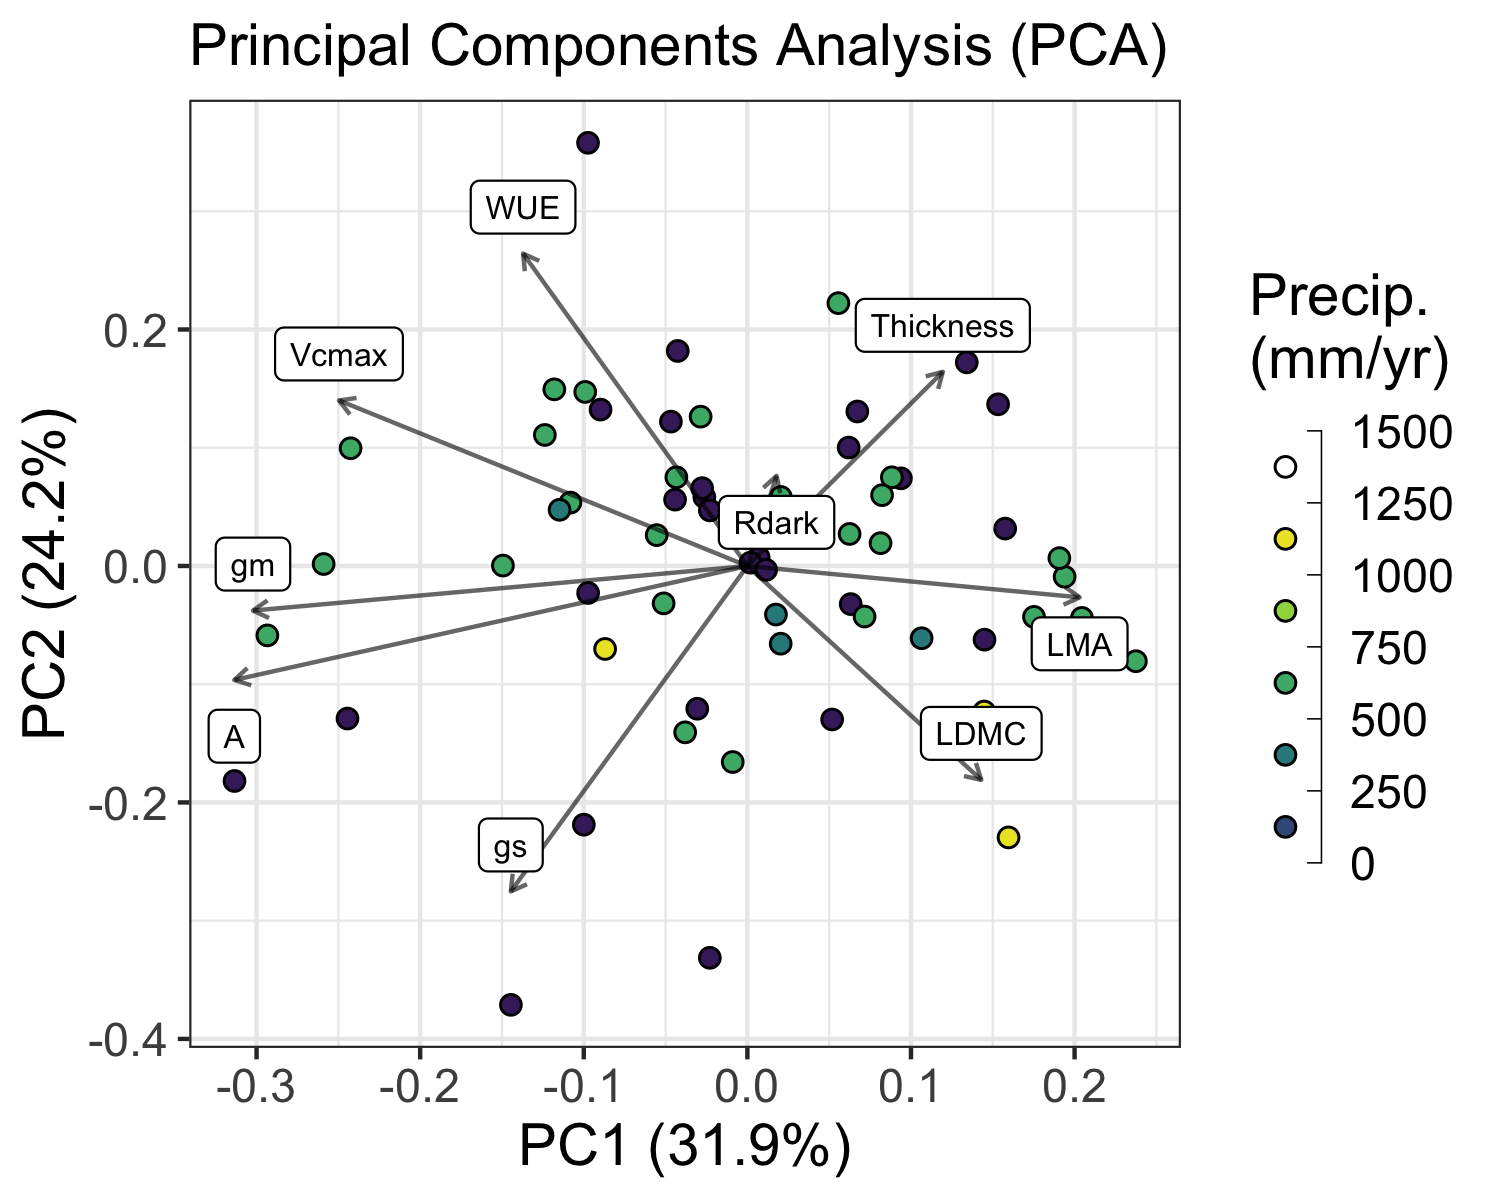 Principal Components Analysis (PCA)
WUE
Thickness
Vcmax
Rdark
gm
LMA
A
LDMC
gs
0.2
0.0
-0.2
-0.4
-0.3
-0.2
-0.1
0.0
0.1
0.2
PC1 (31.9%)
PC2 (24.2%)
Precip.
(mm/yr)
1500
1250
1000
750
500
250
0